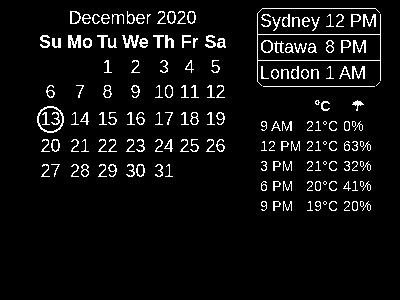 December 2020
Su Mo Tu We Th Fr Sa
1 2 3 4 5
6 7 8 9 10 11 12
13 14 15 16 17 18 19
20 21 22 23 24 25 26
27 28 29 30 31
Sydney 12 PM
Ottawa 8 PM
London 1 AM
°C ☂
9 AM 21°C 0%
12 PM 21°C 63%
3 PM 21°C 32%
6 PM 20°C 41%
9 PM 19°C 20%